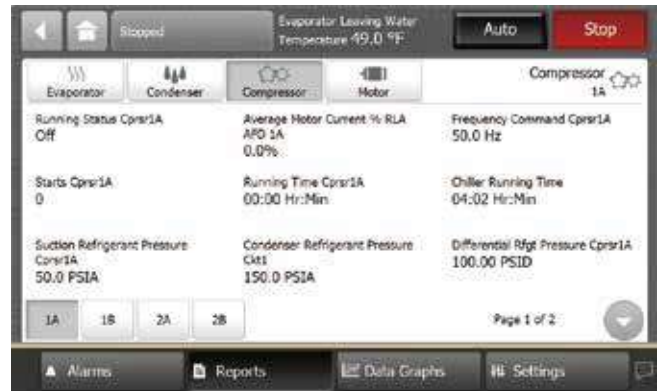 Stopped
Evaporator Leaving Water
Temperature 49.0 °F
Auto
Stop
Evaporator
Condenser
Compressor
Motor
Compressor
1A
Running Status Cprsr1A
Off
Average Motor Current % RLA
AFD 1A
0.0%
Frequency Command Cprsr1A
50.0 Hz
Starts Cprsr1A
0
Running Time Cprsr1A
00:00 Hr:Min
Chiller Running Time
04:02 Hr:Min
Suction Refrigerant Pressure
Cprsr1A
50.0 PSIA
Condenser Refrigerant Pressure
Ckt1
150.0 PSIA
Differential Rfgt Pressure Cprsr1A
100.00 PSID
1A
1B
2A
2B
Page 1 of 2
Alarms
Reports
Data Graphs
Settings